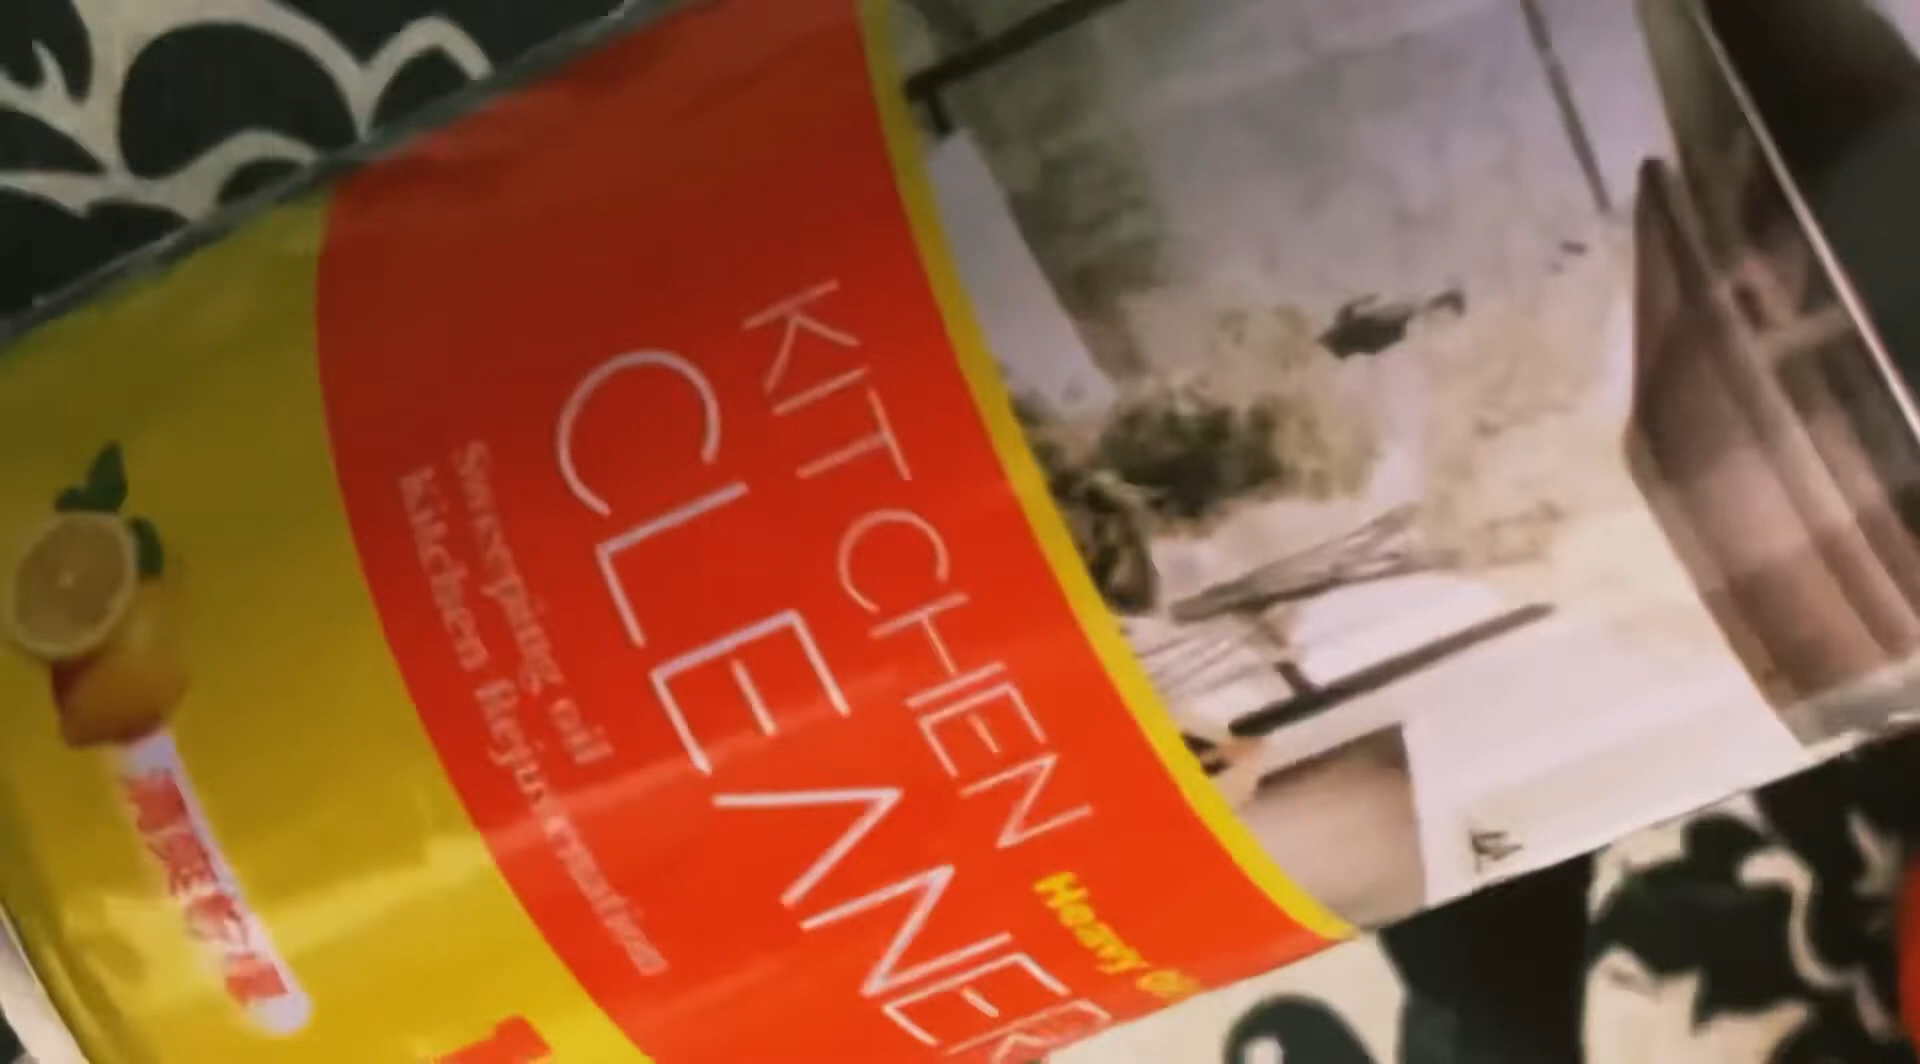 KITCHEN
CLEANER
Heavy
Sweeping oil
Kitchen Rejuvenation